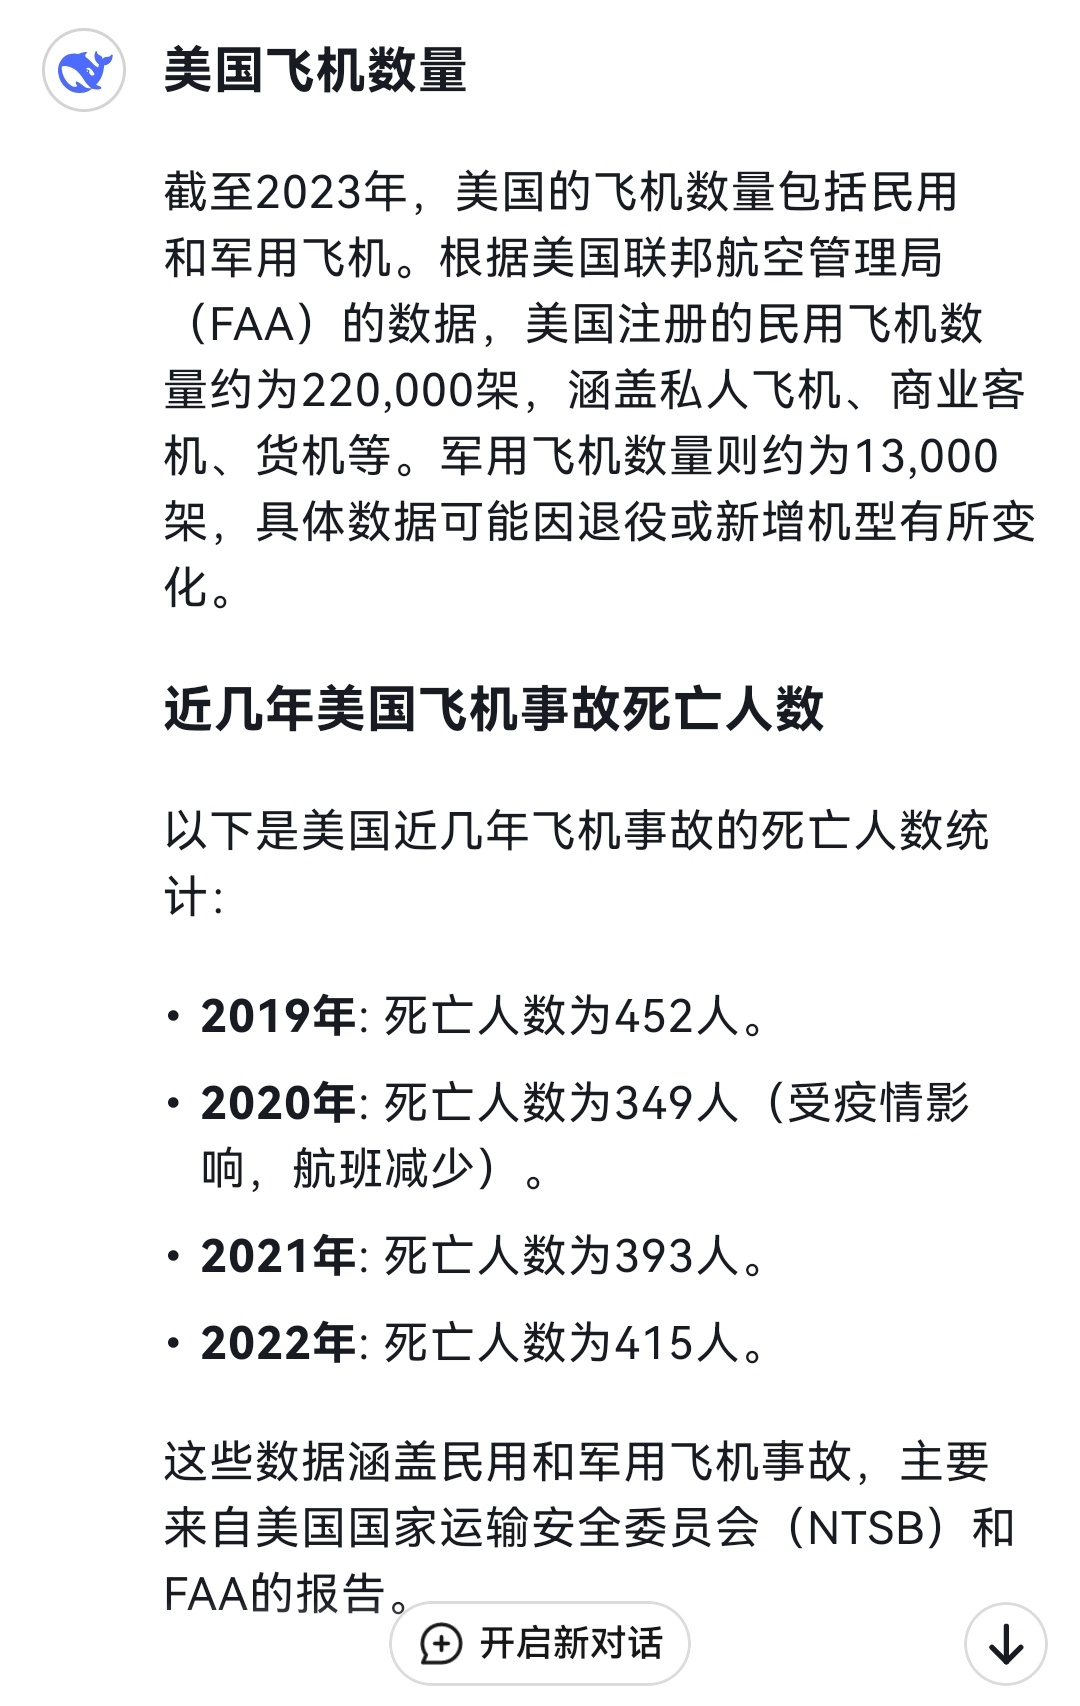 美国飞机数量
截至2023年，美国的飞机数量包括民用
和军用飞机。根据美国联邦航空管理局
（FAA）的数据，美国注册的民用飞机数
量约为220,000架，涵盖私人飞机、商业客
机、货机等。军用飞机数量则约为13,000
架，具体数据可能因退役或新增机型有所变
化。
近几年美国飞机事故死亡人数
以下是美国近几年飞机事故的死亡人数统
计：
• 2019年: 死亡人数为452人。
• 2020年: 死亡人数为349人（受疫情影
响，航班减少）。
• 2021年: 死亡人数为393人。
• 2022年: 死亡人数为415人。
这些数据涵盖民用和军用飞机事故，主要
来自美国国家运输安全委员会（NTSB）和
FAA的报告。
开启新对话